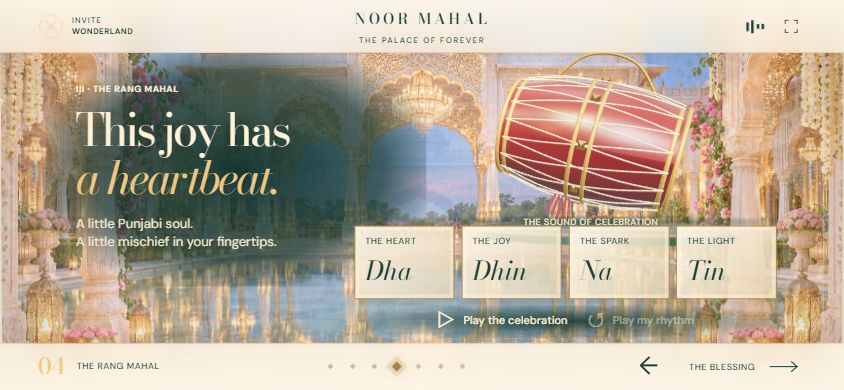 INVITE
WONDERLAND
NOOR MAHAL
THE PALACE OF FOREVER
III · THE RANG MAHAL
This joy has
a heartbeat.
A little Punjabi soul.
A little mischief in your fingertips.
THE SOUND OF CELEBRATION
THE HEART
Dha
THE JOY
Dhin
THE SPARK
Na
THE LIGHT
Tin
Play the celebration
Play my rhythm
04
THE RANG MAHAL
THE BLESSING